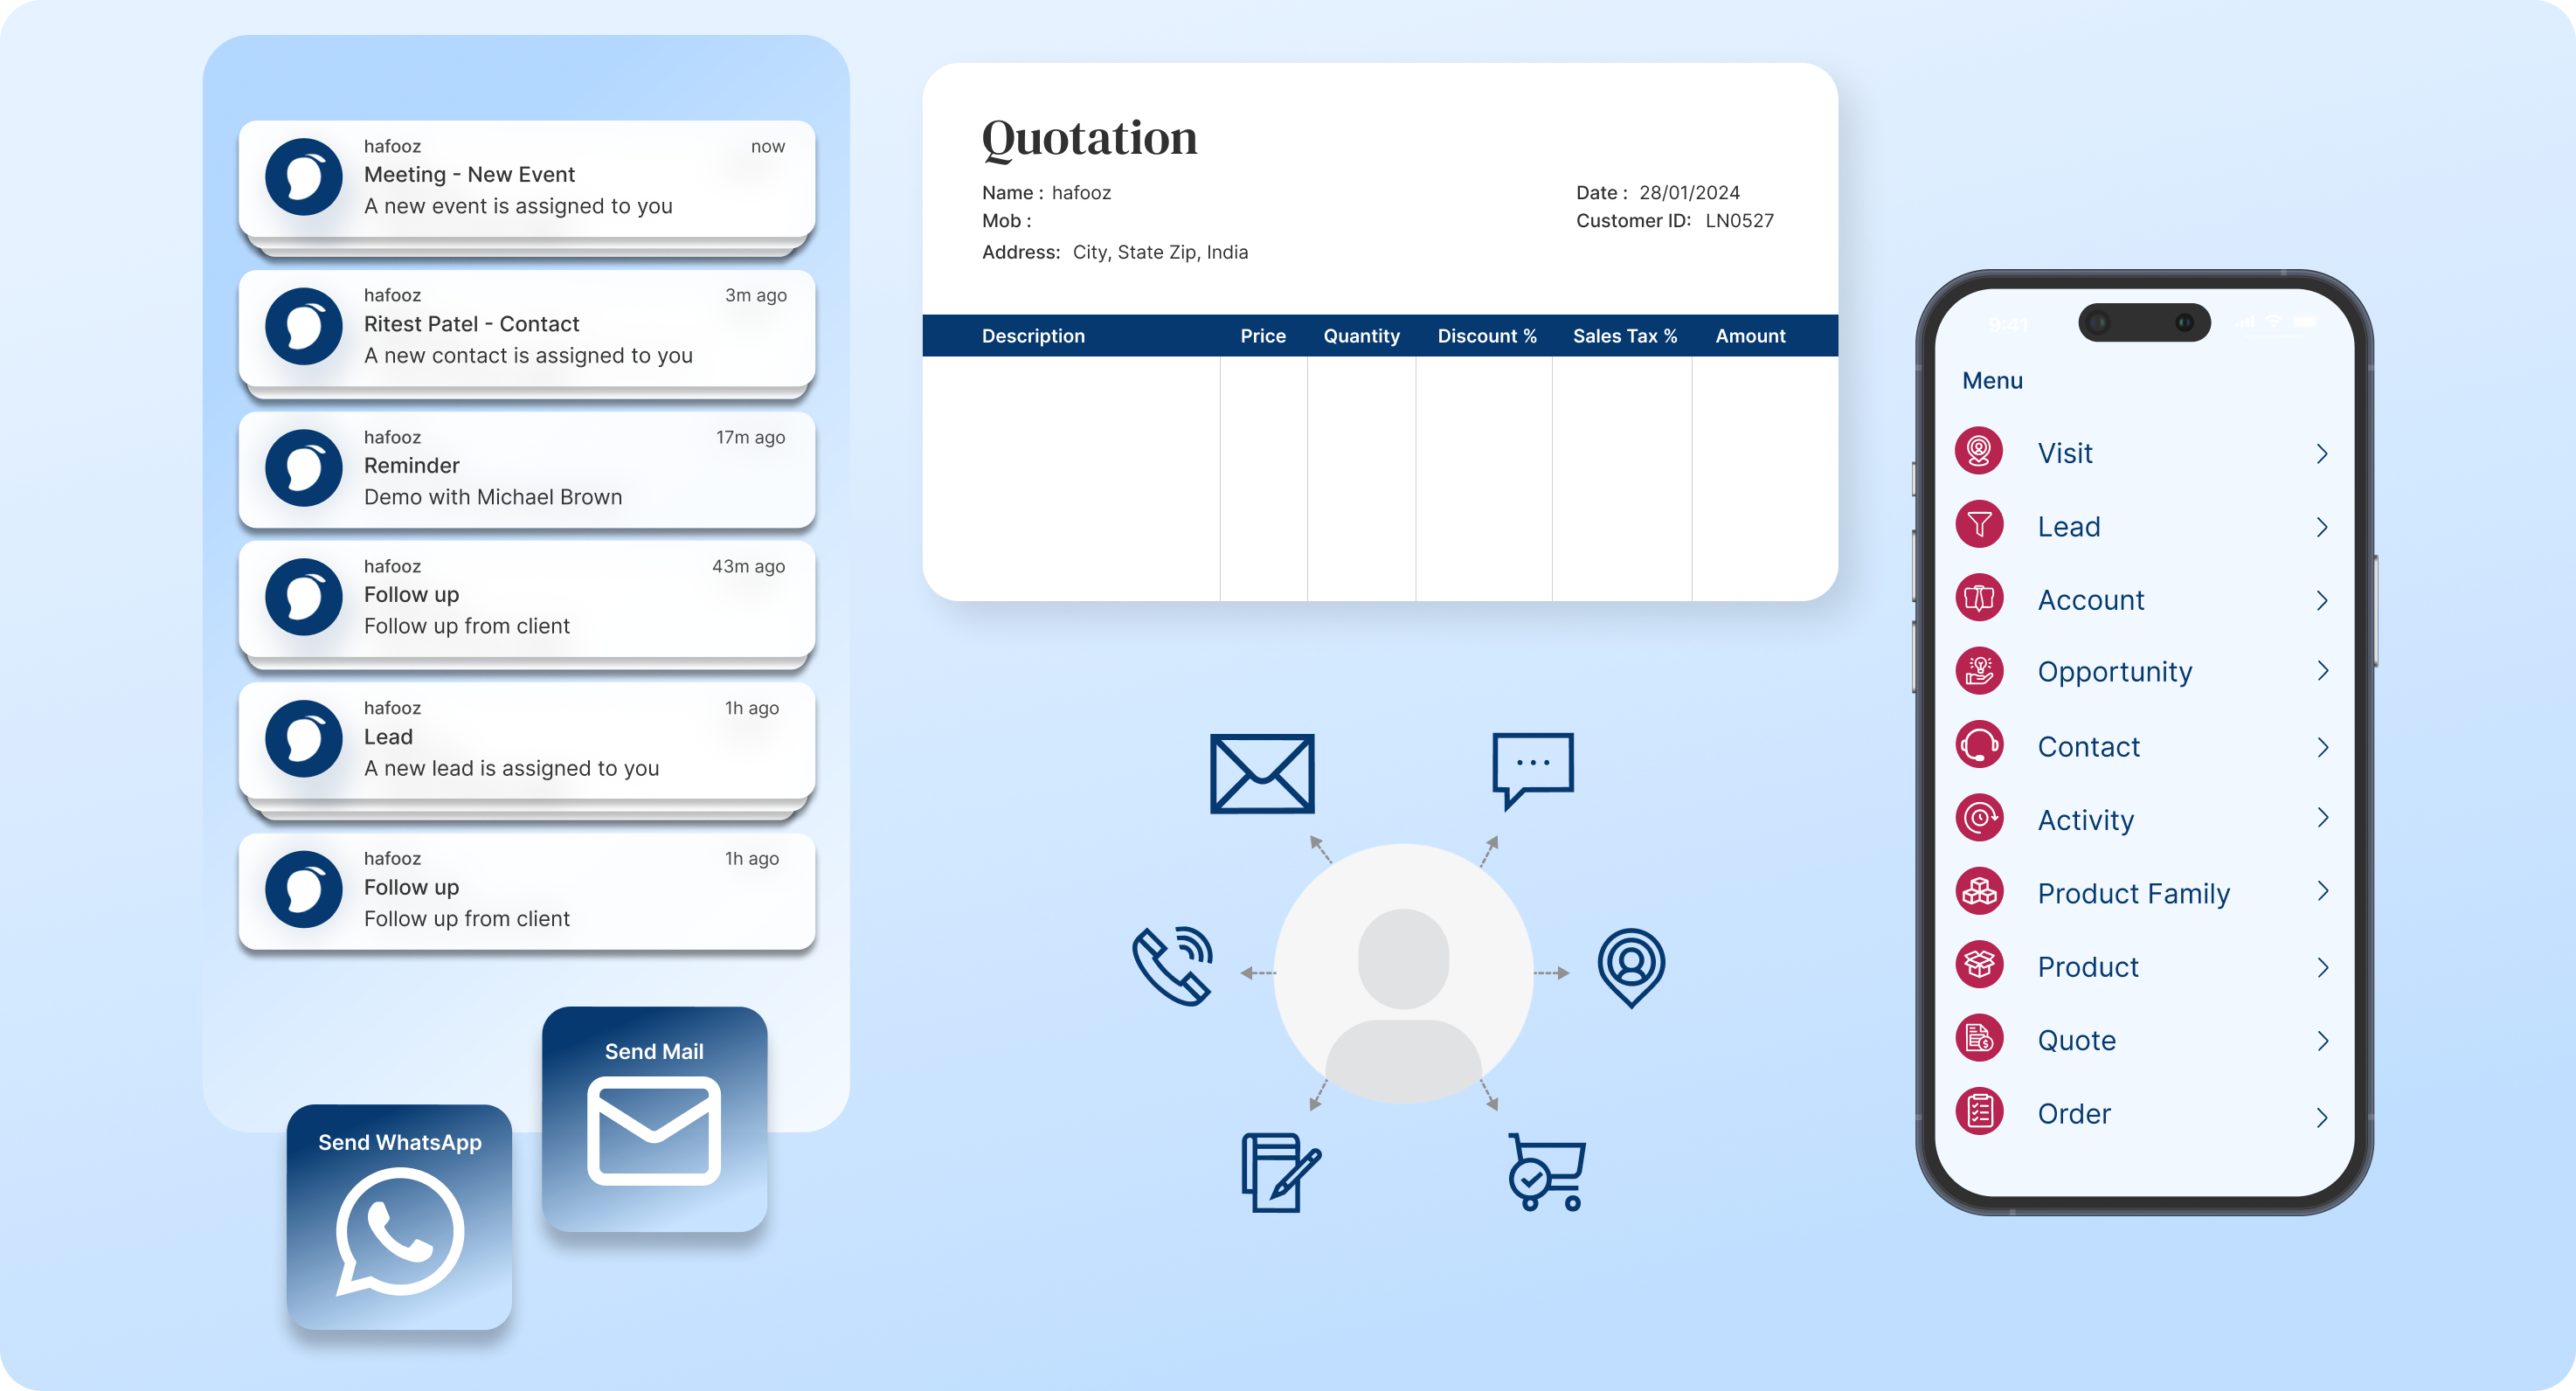 hafooz now
Meeting - New Event
A new event is assigned to you
hafooz 3m ago
Ritest Patel - Contact
A new contact is assigned to you
hafooz 17m ago
Reminder
Demo with Michael Brown
hafooz 43m ago
Follow up
Follow up from client
hafooz 1h ago
Lead
A new lead is assigned to you
hafooz 1h ago
Follow up
Follow up from client
Send Mail
Send WhatsApp
Quotation
Name : hafooz Date : 28/01/2024
Mob : Customer ID: LN0527
Address: City, State Zip, India
Description Price Quantity Discount % Sales Tax % Amount
9:41
Menu
Visit
Lead
Account
Opportunity
Contact
Activity
Product Family
Product
Quote
Order